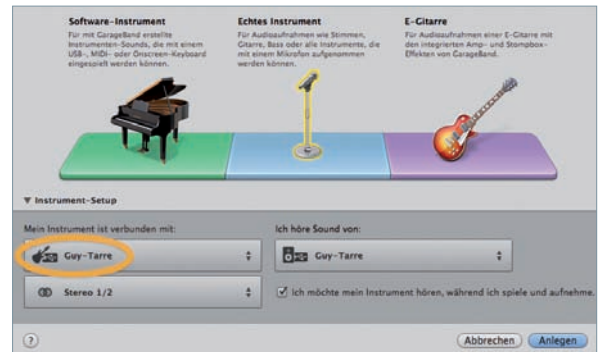 Software-Instrument
Für mit GarageBand erstellte
Instrumenten-Sounds, die mit einem
USB-, MIDI- oder Onscreen-Keyboard
eingespielt werden können.
Echtes Instrument
Für Audioaufnahmen wie Stimmen,
Gitarre, Bass oder alle Instrumente, die
mit einem Mikrofon aufgenommen
werden können.
E-Gitarre
Für Audioaufnahmen einer E-Gitarre mit
den integrierten Amp- und Stompbox-
Effekten von GarageBand.
Instrument-Setup
Mein Instrument ist verbunden mit:
Guy-Tarre
Stereo 1/2
Ich höre Sound von:
Guy-Tarre
Ich möchte mein Instrument hören, während ich spiele und aufnehme.
?
Abbrechen
Anlegen